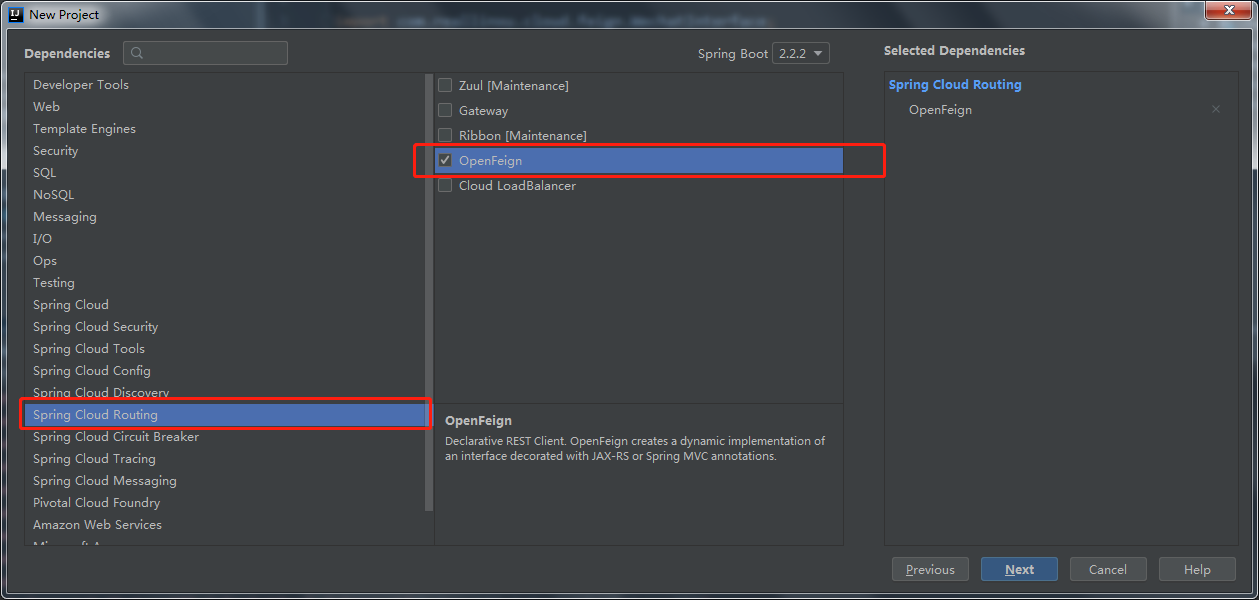 New Project
Dependencies
Spring Boot 2.2.2
Selected Dependencies
Developer Tools
Web
Template Engines
Security
SQL
NoSQL
Messaging
I/O
Ops
Testing
Spring Cloud
Spring Cloud Security
Spring Cloud Tools
Spring Cloud Config
Spring Cloud Discovery
Spring Cloud Routing
Spring Cloud Circuit Breaker
Spring Cloud Tracing
Spring Cloud Messaging
Pivotal Cloud Foundry
Amazon Web Services
Zuul [Maintenance]
Gateway
Ribbon [Maintenance]
OpenFeign
Cloud LoadBalancer
OpenFeign
Declarative REST Client. OpenFeign creates a dynamic implementation of
an interface decorated with JAX-RS or Spring MVC annotations.
Spring Cloud Routing
OpenFeign
Previous
Next
Cancel
Help